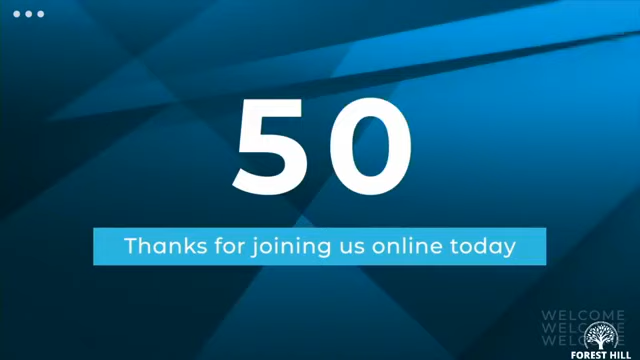 50
Thanks for joining us online today
WELCOME
WELCOME
WELCOME
FOREST HILL